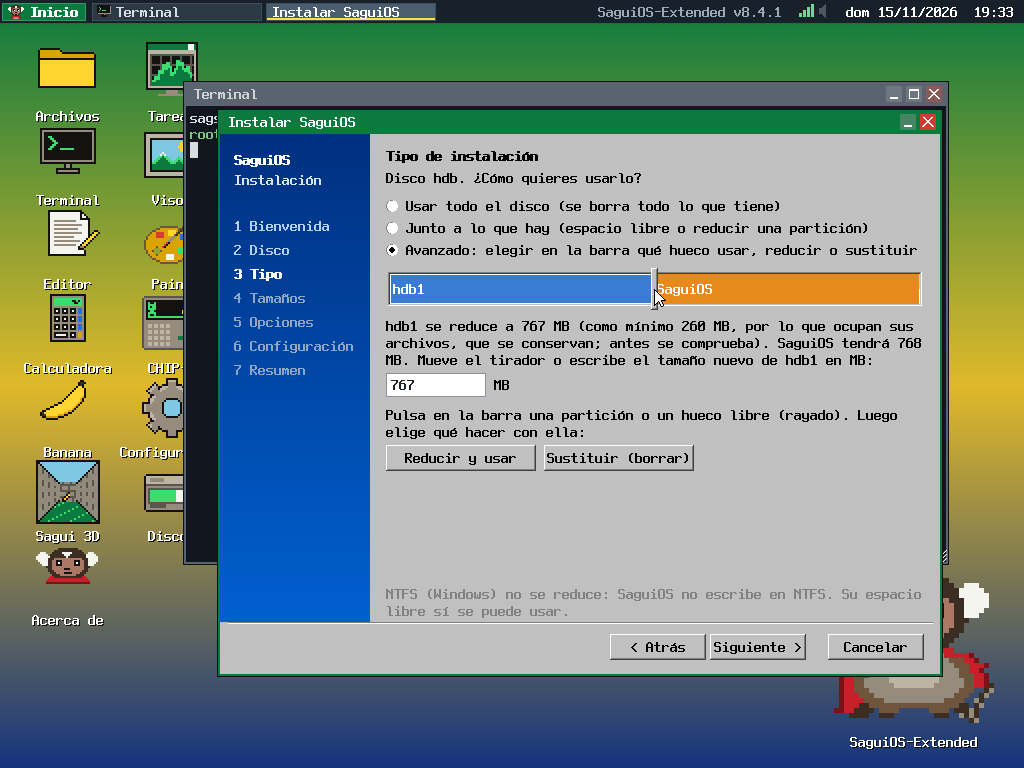 Inicio
Terminal
Instalar SaguiOS
SaguiOS-Extended v8.4.1
dom 15/11/2026
19:33
Archivos
Terminal
Editor
Calculadora
Banana
Sagui 3D
Acerca de
Terminal
Instalar SaguiOS
SaguiOS
Instalación
1 Bienvenida
2 Disco
3 Tipo
4 Tamaños
5 Opciones
6 Configuración
7 Resumen
Tipo de instalación
Disco hdb. ¿Cómo quieres usarlo?
Usar todo el disco (se borra todo lo que tiene)
Junto a lo que hay (espacio libre o reducir una partición)
Avanzado: elegir en la barra qué hueco usar, reducir o sustituir
hdb1
SaguiOS
hdb1 se reduce a 767 MB (como mínimo 260 MB, por lo que ocupan sus
archivos, que se conservan; antes se comprueba). SaguiOS tendrá 768
MB. Mueve el tirador o escribe el tamaño nuevo de hdb1 en MB:
767 MB
Pulsa en la barra una partición o un hueco libre (rayado). Luego
elige qué hacer con ella:
Reducir y usar
Sustituir (borrar)
NTFS (Windows) no se reduce: SaguiOS no escribe en NTFS. Su espacio
libre sí se puede usar.
< Atrás
Siguiente >
Cancelar
SaguiOS-Extended